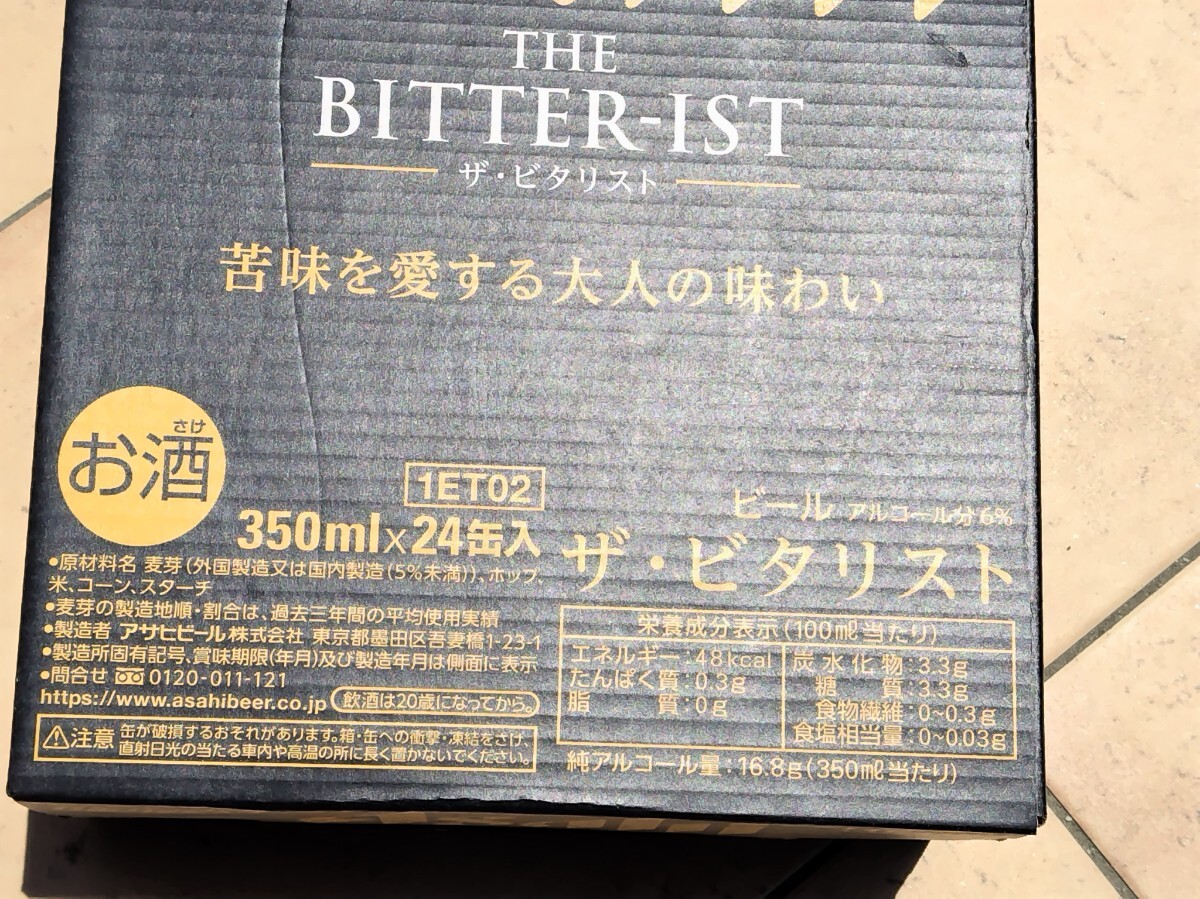 THE
BITTER-IST
ザ・ビタリスト
苦味を愛する大人の味わい
さけ
お酒
1ET02
350ml×24缶入
•原材料名 麦芽(外国製造又は国内製造(5%未満))、ホップ、
米、コーン、スターチ
•麦芽の製造地順・割合は、過去三年間の平均使用実績
•製造者 アサヒビール株式会社 東京都墨田区吾妻橋1-23-1
•製造所固有記号、賞味期限(年月)及び製造年月は側面に表示
•問合せ 0120-011-121
https://www.asahibeer.co.jp 飲酒は20歳になってから。
⚠注意 缶が破損するおそれがあります。箱・缶への衝撃・凍結をさけ、
直射日光の当たる車内や高温の所に長く置かないでください。
ビール アルコール分6%
ザ・ビタリスト
栄養成分表示(100ml当たり)
エネルギー:48kcal
たんぱく質:0.3g
脂質:0g
炭水化物:3.3g
糖質:3.3g
食物繊維:0~0.3g
食塩相当量:0~0.03g
純アルコール量:16.8g(350ml当たり)